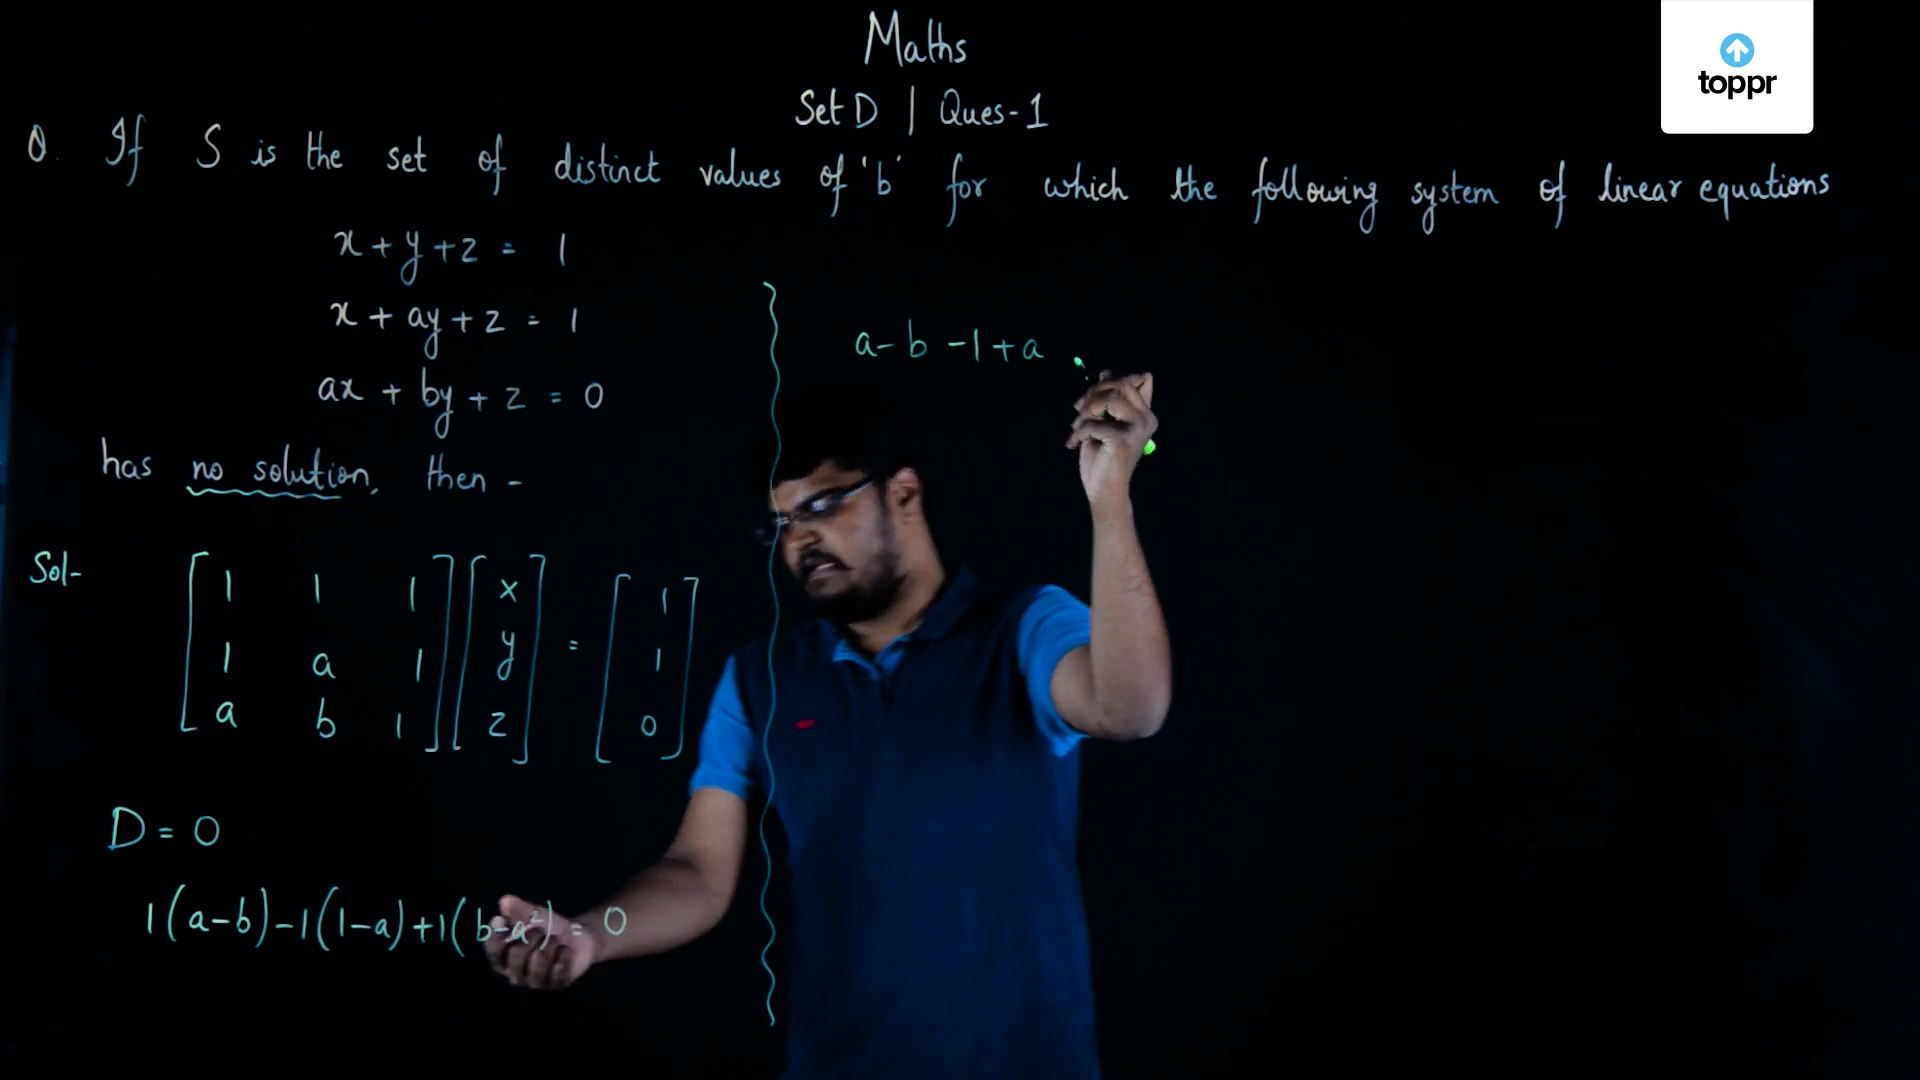 Maths
toppr
Set D | Ques-1
Q. If S is the set of distinct values of 'b' for which the following system of linear equations
x + y + z = 1
x + ay + z = 1
ax + by + z = 0
has no solution, then -
a - b - 1 + a
Sol-
1 1 1 x 1
1 a 1 y = 1
a b 1 z 0
D = 0
1(a-b)-1(1-a)+1(b-a²) = 0